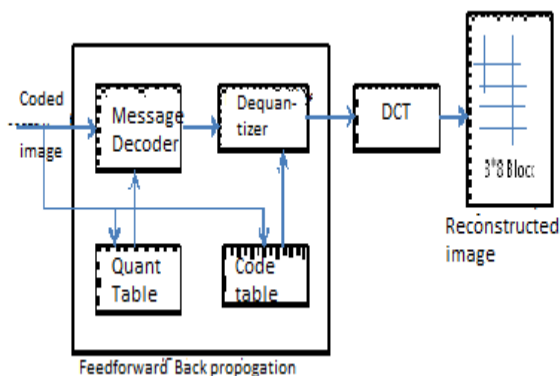 Coded
image
Message
Decoder
Dequan-
tizer
DCT
3*8 Block
Reconstructed
image
Quant
Table
Code
table
Feedforward Back propogation